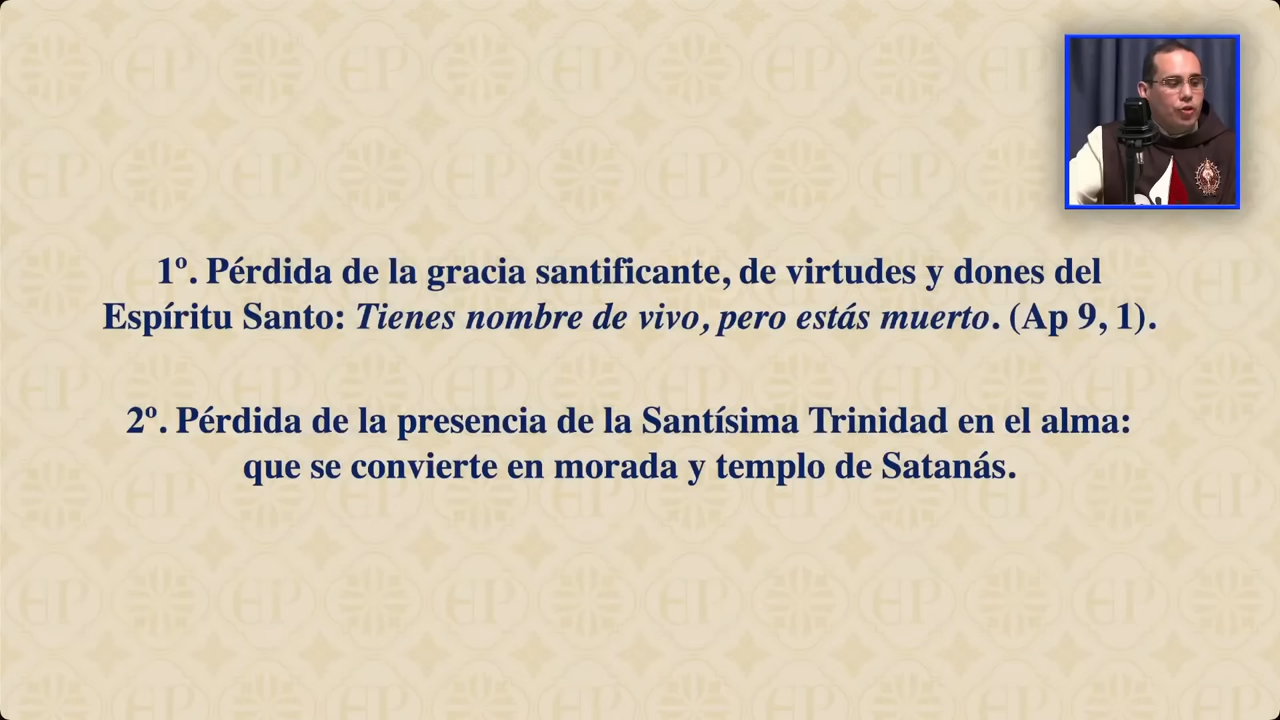 1º. Pérdida de la gracia santificante, de virtudes y dones del
Espíritu Santo: Tienes nombre de vivo, pero estás muerto. (Ap 9, 1).
2º. Pérdida de la presencia de la Santísima Trinidad en el alma:
que se convierte en morada y templo de Satanás.